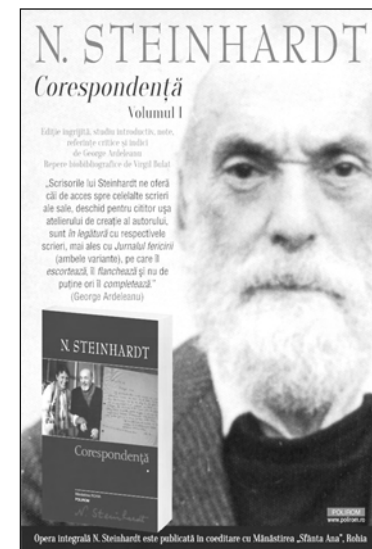 N. STEINHARDT
Corespondență
Volumul I
Ediție îngrijită, studiu introductiv, note,
referințe critice și indici
de George Ardeleanu
Repere biobibliografice de Virgil Bulat
„Scrisorile lui Steinhardt ne oferă
căi de acces spre celelalte scrieri
ale sale, deschid pentru cititor ușa
atelierului de creație al autorului,
sunt în legătură cu respectivele
scrieri, mai ales cu Jurnalul fericirii
(ambele variante), pe care îl
escortează, îl flanchează și nu de
puține ori îl completează.”
(George Ardeleanu)
N. STEINHARDT
Corespondență
POLIROM
N. Steinhardt
POLIROM
www.polirom.ro
Opera integrală N. Steinhardt este publicată în coeditare cu Mănăstirea „Sfânta Ana”, Rohia